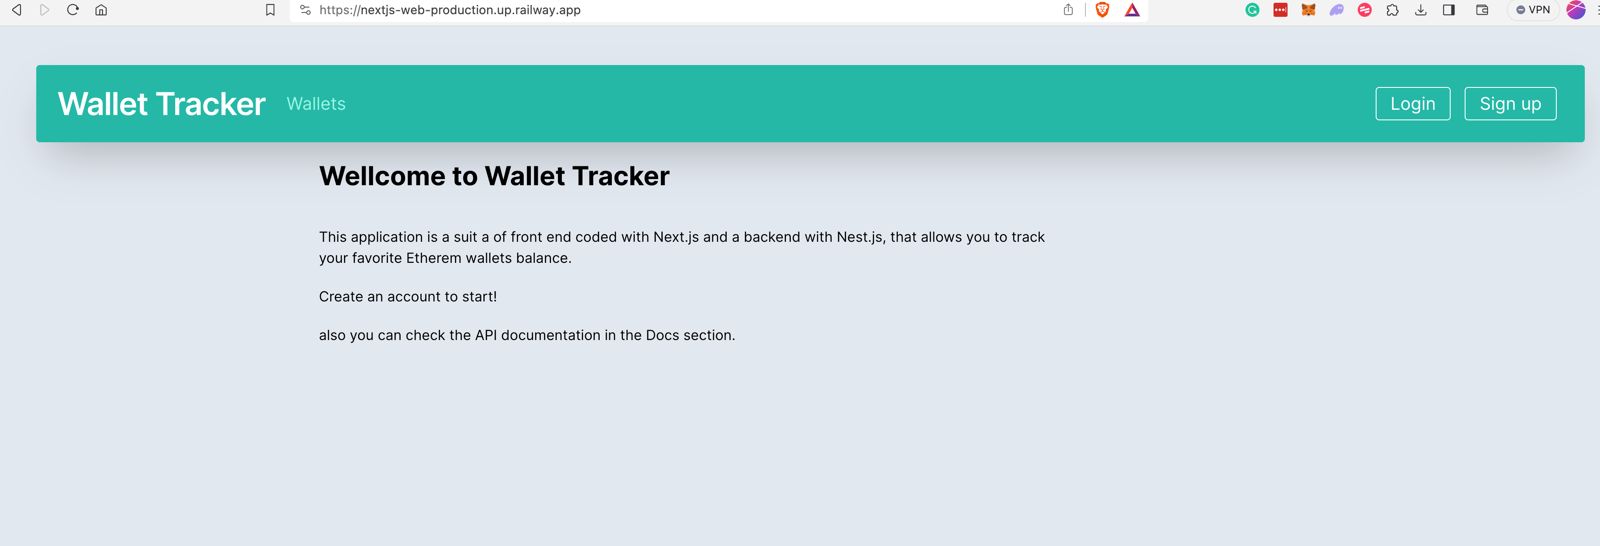 https://nextjs-web-production.up.railway.app
VPN
Wallet Tracker Wallets Login Sign up
Wellcome to Wallet Tracker
This application is a suit a of front end coded with Next.js and a backend with Nest.js, that allows you to track
your favorite Etherem wallets balance.
Create an account to start!
also you can check the API documentation in the Docs section.